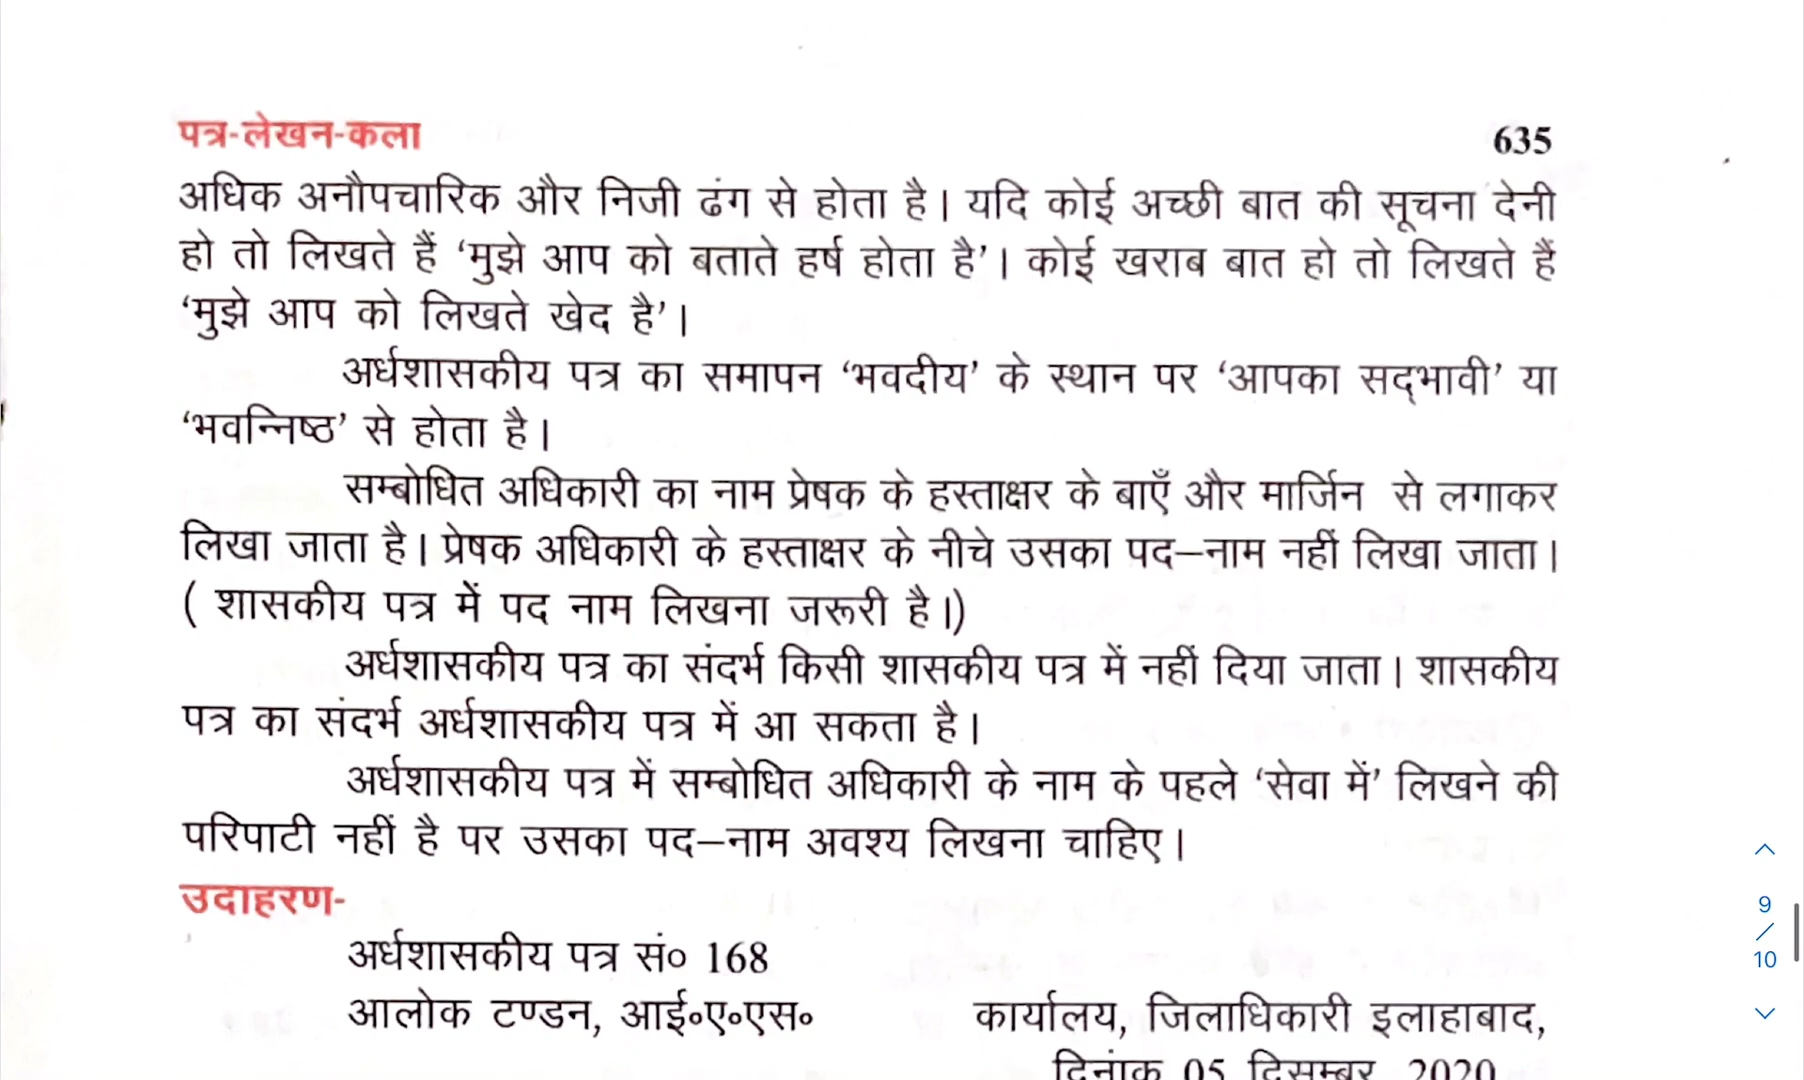 पत्र-लेखन-कला 635
अधिक अनौपचारिक और निजी ढंग से होता है। यदि कोई अच्छी बात की सूचना देनी
हो तो लिखते हैं ‘मुझे आप को बताते हर्ष होता है’। कोई खराब बात हो तो लिखते हैं
‘मुझे आप को लिखते खेद है’।
अर्धशासकीय पत्र का समापन ‘भवदीय’ के स्थान पर ‘आपका सद्‌भावी’ या
‘भवन्निष्ठ’ से होता है।
सम्बोधित अधिकारी का नाम प्रेषक के हस्ताक्षर के बाएँ और मार्जिन से लगाकर
लिखा जाता है। प्रेषक अधिकारी के हस्ताक्षर के नीचे उसका पद–नाम नहीं लिखा जाता।
( शासकीय पत्र में पद नाम लिखना जरूरी है।)
अर्धशासकीय पत्र का संदर्भ किसी शासकीय पत्र में नहीं दिया जाता। शासकीय
पत्र का संदर्भ अर्धशासकीय पत्र में आ सकता है।
अर्धशासकीय पत्र में सम्बोधित अधिकारी के नाम के पहले ‘सेवा में’ लिखने की
परिपाटी नहीं है पर उसका पद–नाम अवश्य लिखना चाहिए।
उदाहरण-
अर्धशासकीय पत्र सं० 168
आलोक टण्डन, आई०ए०एस० कार्यालय, जिलाधिकारी इलाहाबाद,
दिनांक 05 दिसम्बर, 2020
9
/
10